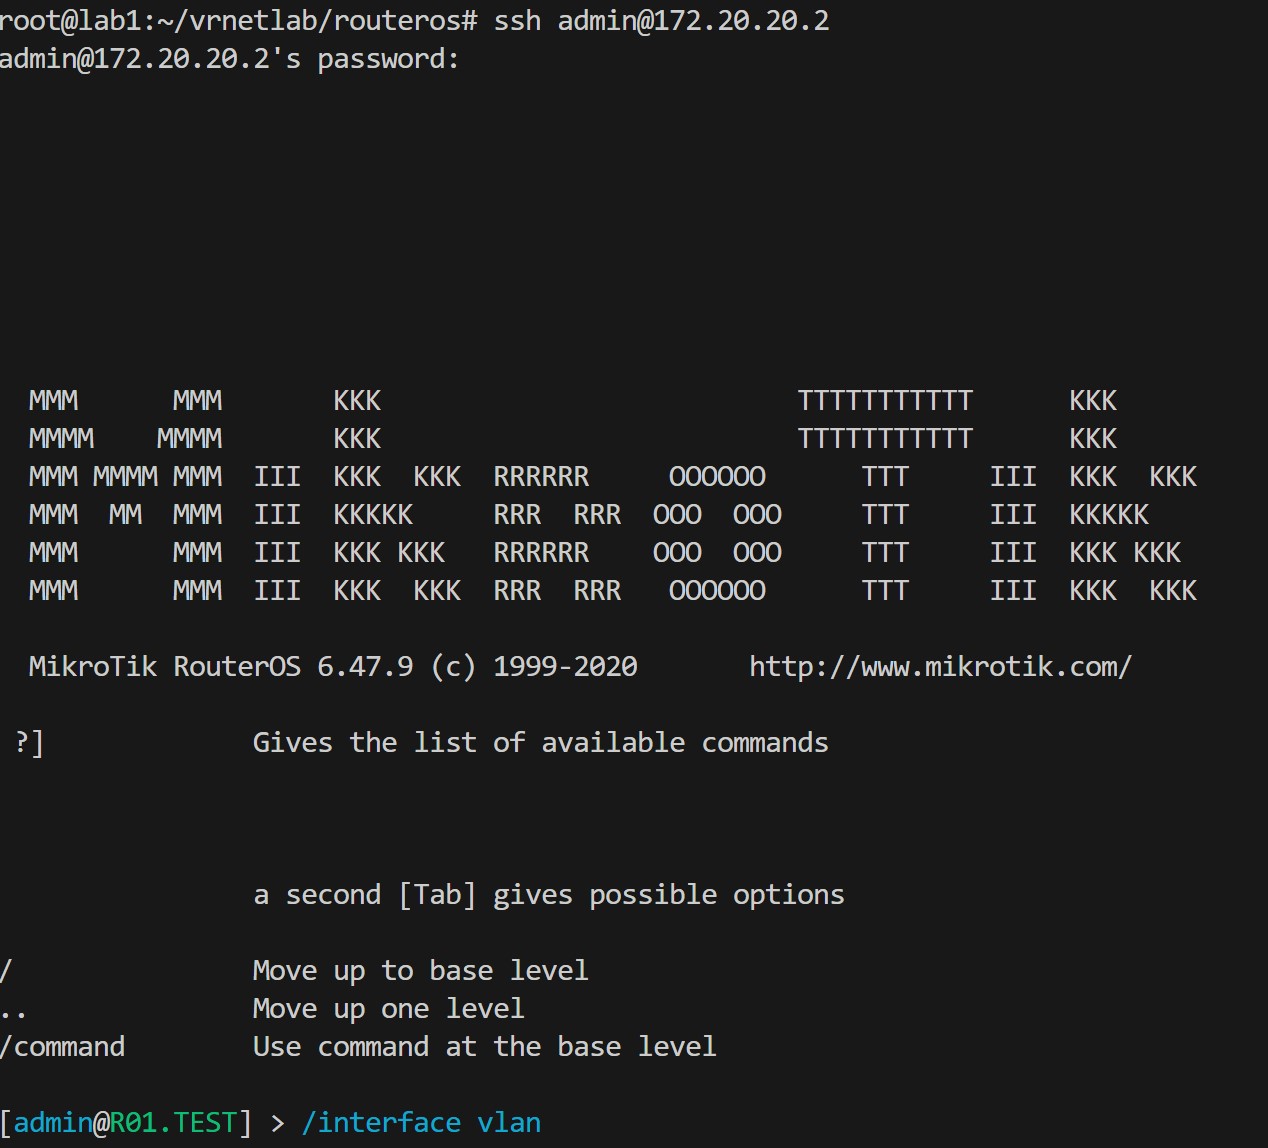 root@lab1:~/vrnetlab/routeros# ssh admin@172.20.20.2
admin@172.20.20.2's password:
  MMM      MMM       KKK                          TTTTTTTTTTT      KKK
  MMMM    MMMM       KKK                          TTTTTTTTTTT      KKK
  MMM MMMM MMM  III  KKK  KKK  RRRRRR     OOOOOO      TTT     III  KKK  KKK
  MMM  MM  MMM  III  KKKKK     RRR  RRR  OOO  OOO     TTT     III  KKKKK
  MMM      MMM  III  KKK KKK   RRRRRR    OOO  OOO     TTT     III  KKK KKK
  MMM      MMM  III  KKK  KKK  RRR  RRR   OOOOOO      TTT     III  KKK  KKK
  MikroTik RouterOS 6.47.9 (c) 1999-2020       http://www.mikrotik.com/
 ?]             Gives the list of available commands
                a second [Tab] gives possible options
/               Move up to base level
..              Move up one level
/command        Use command at the base level
[admin@R01.TEST] > /interface vlan